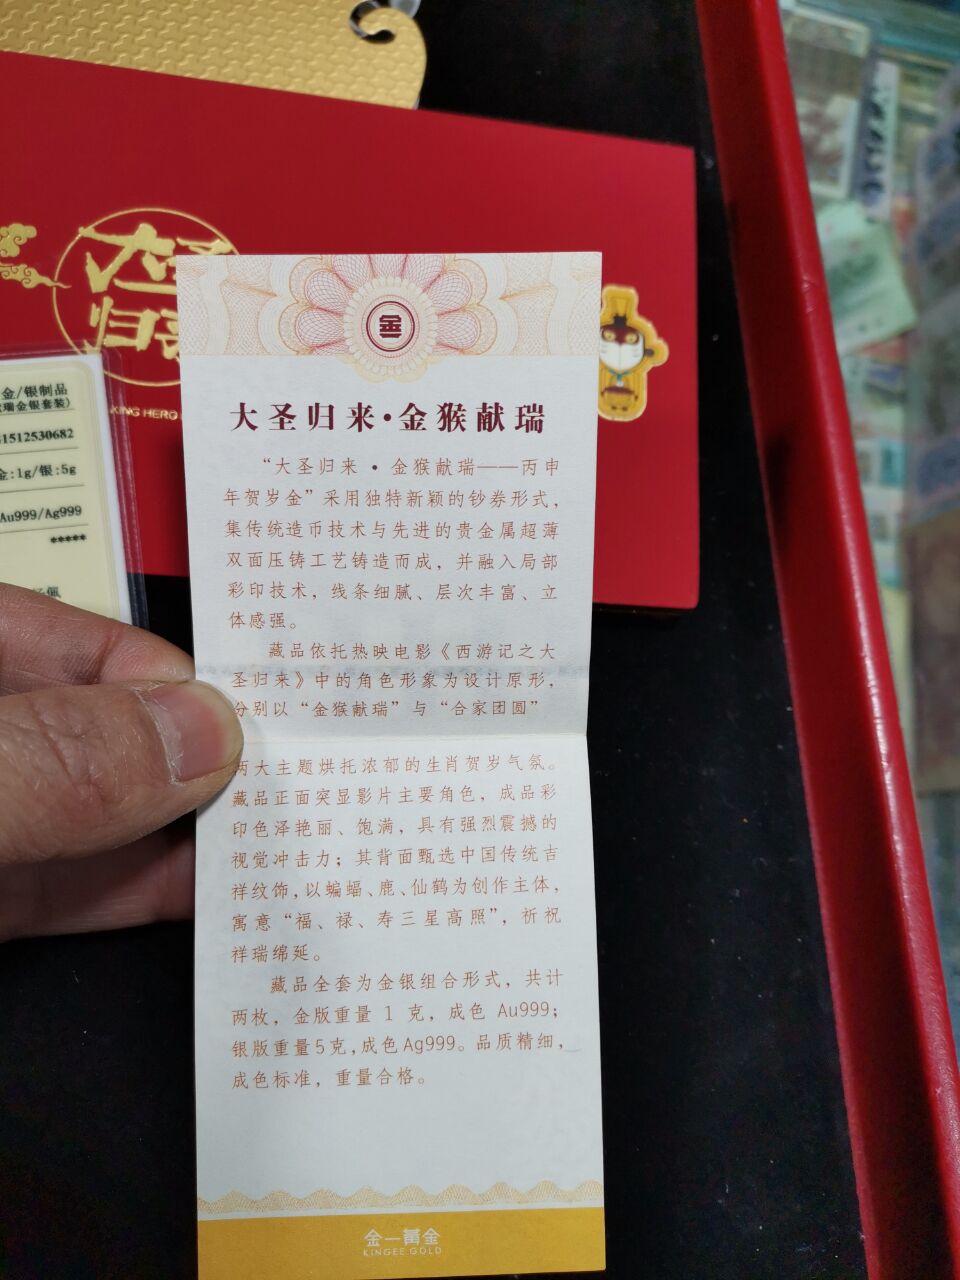 大圣
归
KING HERO
金/银制品
瑞金银套装)
1512530682
金:1g/银:5g
Au999/Ag999
*****
佩
金
大圣归来·金猴献瑞
“大圣归来·金猴献瑞——丙申
年贺岁金”采用独特新颖的钞券形式，
集传统造币技术与先进的贵金属超薄
双面压铸工艺铸造而成，并融入局部
彩印技术，线条细腻、层次丰富、立
体感强。
藏品依托热映电影《西游记之大
圣归来》中的角色形象为设计原形，
分别以“金猴献瑞”与“合家团圆”
两大主题烘托浓郁的生肖贺岁气氛。
藏品正面突显影片主要角色，成品彩
印色泽艳丽、饱满，具有强烈震撼的
视觉冲击力；其背面甄选中国传统吉
祥纹饰，以蝙蝠、鹿、仙鹤为创作主体，
寓意“福、禄、寿三星高照”，祈祝
祥瑞绵延。
藏品全套为金银组合形式，共计
两枚，金版重量 1 克，成色 Au999；
银版重量5克，成色Ag999。品质精细，
成色标准，重量合格。
金一黄金
KINGEE GOLD